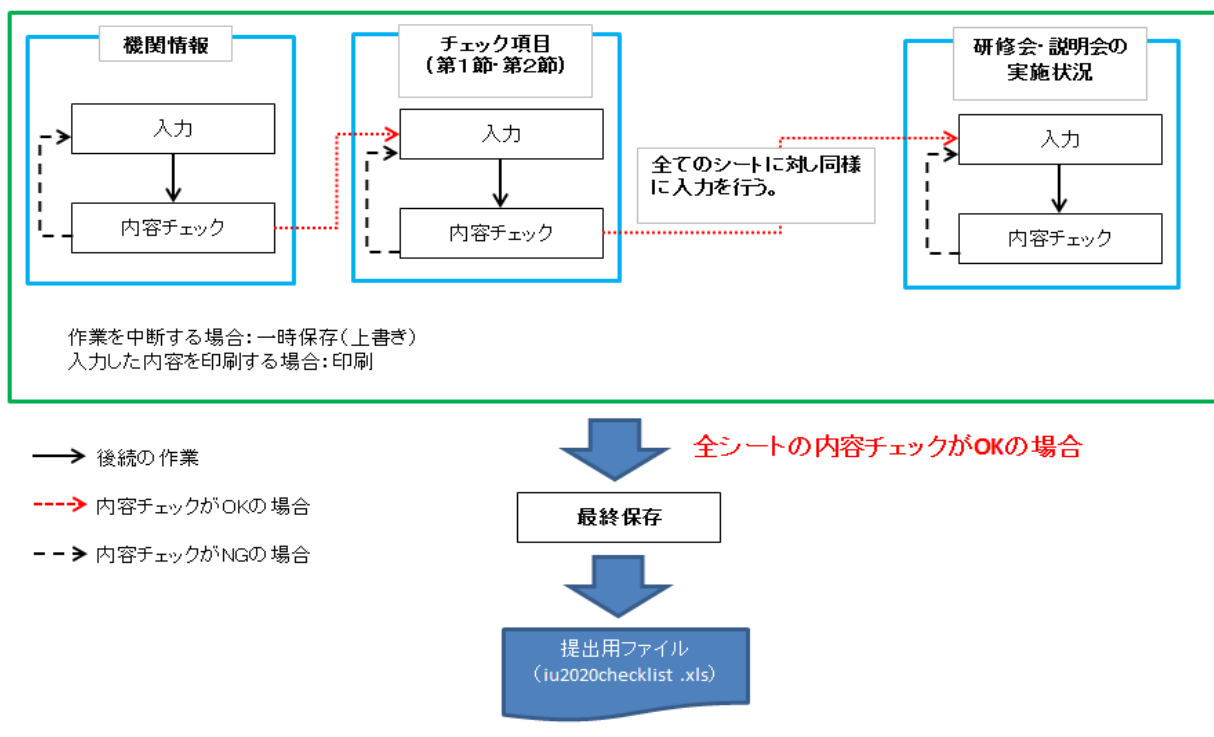 機関情報
入力
内容チェック
チェック項目
(第1節・第2節)
入力
内容チェック
全てのシートに対し同様
に入力を行う。
研修会・説明会の
実施状況
入力
内容チェック
作業を中断する場合:一時保存(上書き)
入力した内容を印刷する場合:印刷
後続の作業
内容チェックがOKの場合
内容チェックがNGの場合
全シートの内容チェックがOKの場合
最終保存
提出用ファイル
(iu2020checklist .xls)